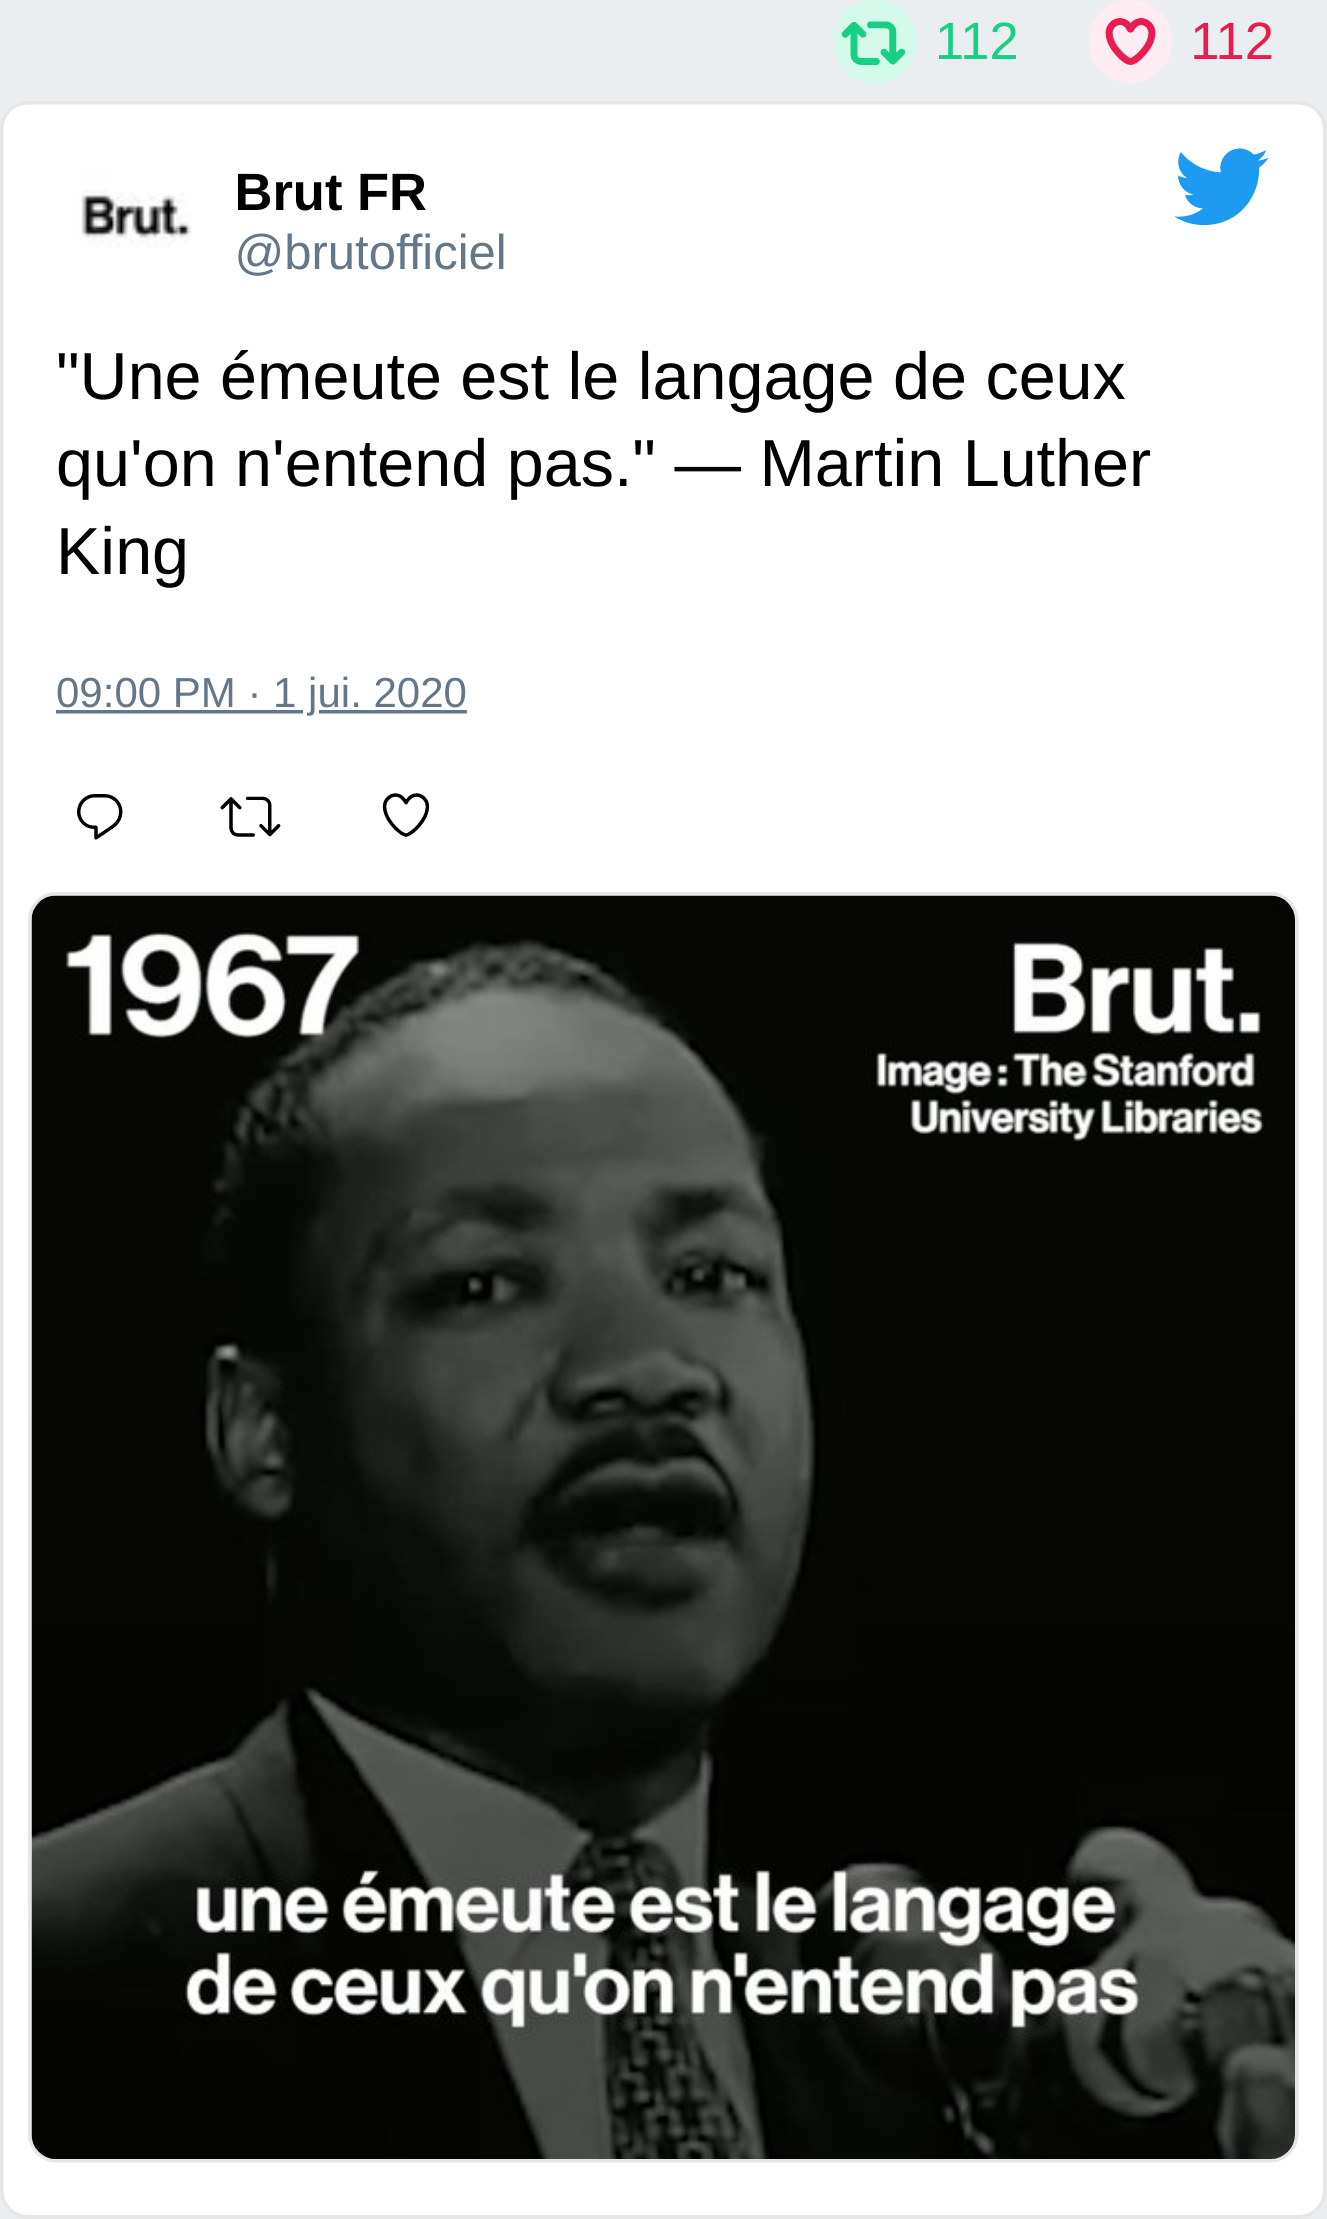 112 112
Brut.
Brut FR
@brutofficiel
"Une émeute est le langage de ceux
qu'on n'entend pas." — Martin Luther
King
09:00 PM · 1 jui. 2020
1967
Brut.
Image : The Stanford
University Libraries
une émeute est le langage
de ceux qu'on n'entend pas